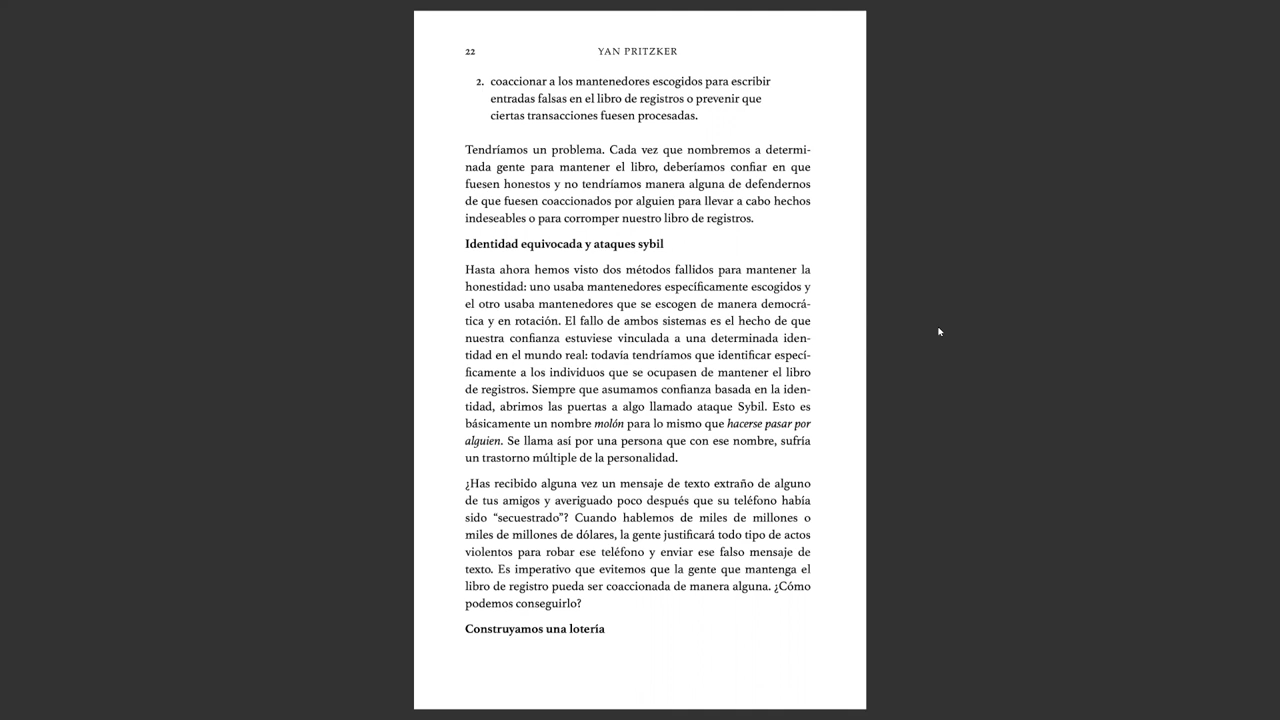 22
YAN PRITZKER
2. coaccionar a los mantenedores escogidos para escribir
entradas falsas en el libro de registros o prevenir que
ciertas transacciones fuesen procesadas.
Tendríamos un problema. Cada vez que nombremos a determi-
nada gente para mantener el libro, deberíamos confiar en que
fuesen honestos y no tendríamos manera alguna de defendernos
de que fuesen coaccionados por alguien para llevar a cabo hechos
indeseables o para corromper nuestro libro de registros.
Identidad equivocada y ataques sybil
Hasta ahora hemos visto dos métodos fallidos para mantener la
honestidad: uno usaba mantenedores específicamente escogidos y
el otro usaba mantenedores que se escogen de manera democrá-
tica y en rotación. El fallo de ambos sistemas es el hecho de que
nuestra confianza estuviese vinculada a una determinada iden-
tidad en el mundo real: todavía tendríamos que identificar especí-
ficamente a los individuos que se ocupasen de mantener el libro
de registros. Siempre que asumamos confianza basada en la iden-
tidad, abrimos las puertas a algo llamado ataque Sybil. Esto es
básicamente un nombre molón para lo mismo que hacerse pasar por
alguien. Se llama así por una persona que con ese nombre, sufría
un trastorno múltiple de la personalidad.
¿Has recibido alguna vez un mensaje de texto extraño de alguno
de tus amigos y averiguado poco después que su teléfono había
sido “secuestrado”? Cuando hablemos de miles de millones o
miles de millones de dólares, la gente justificará todo tipo de actos
violentos para robar ese teléfono y enviar ese falso mensaje de
texto. Es imperativo que evitemos que la gente que mantenga el
libro de registro pueda ser coaccionada de manera alguna. ¿Cómo
podemos conseguirlo?
Construyamos una lotería